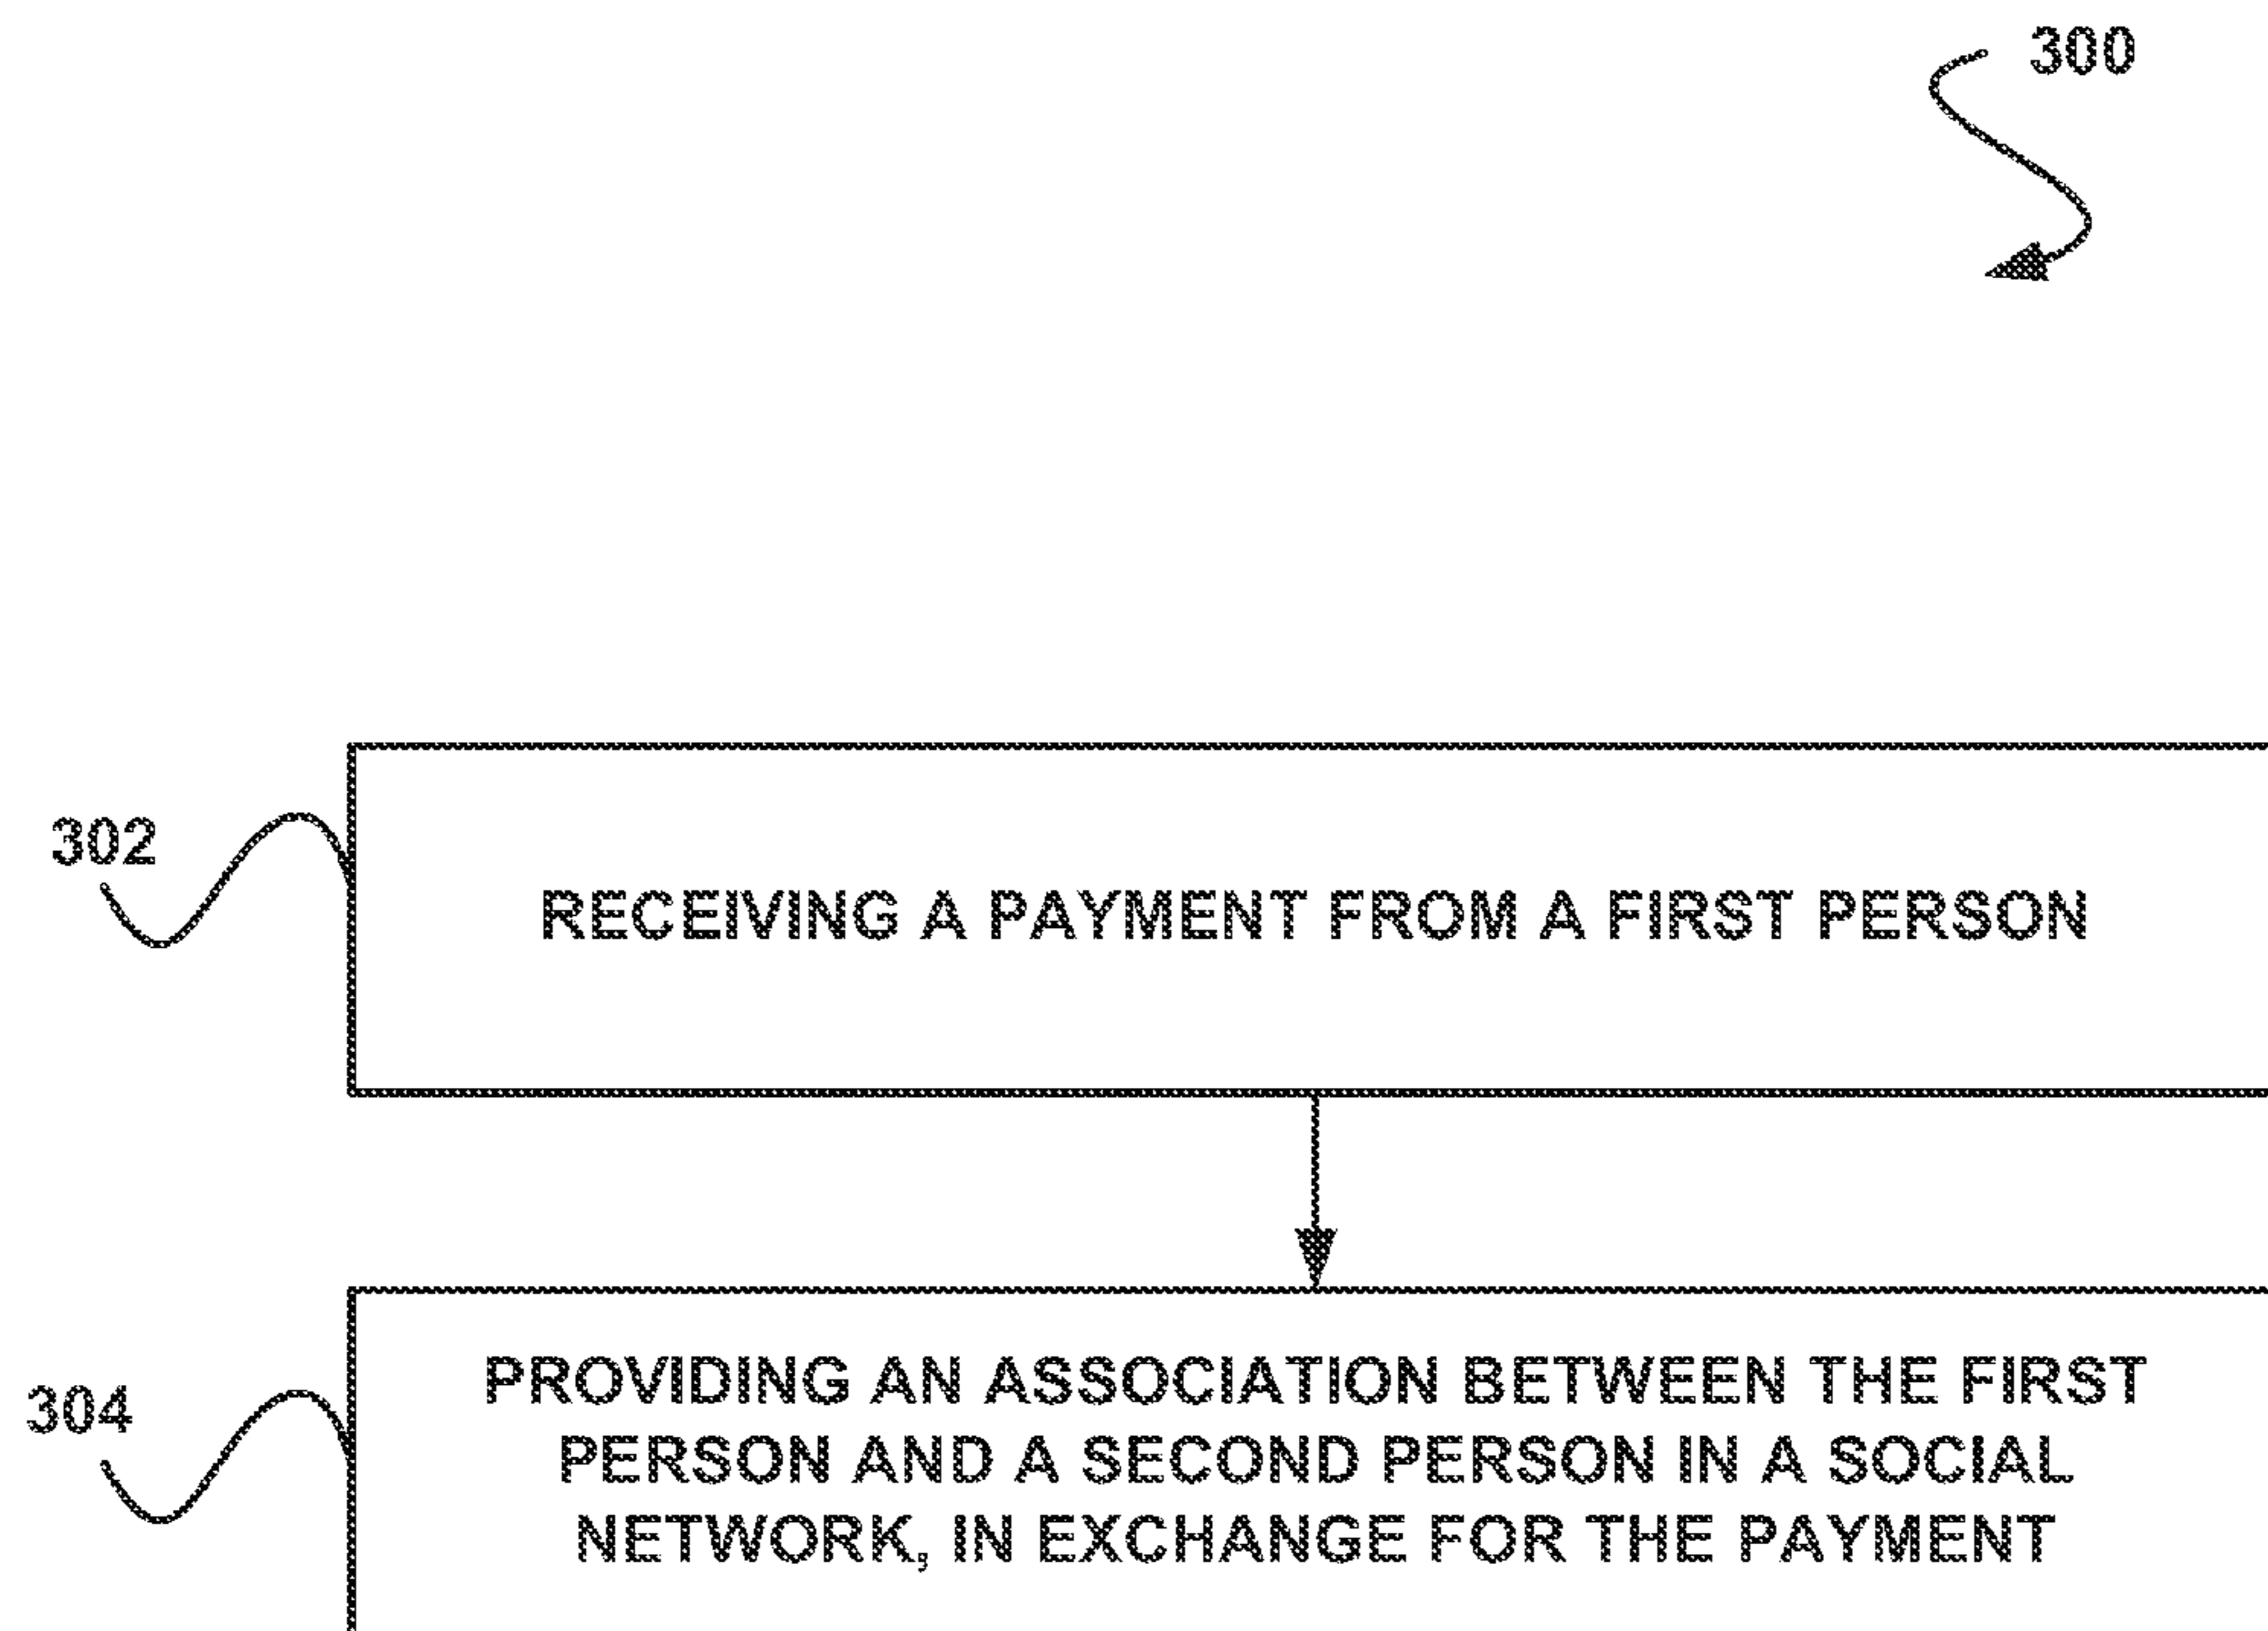 300
302
RECEIVING A PAYMENT FROM A FIRST PERSON
304
PROVIDING AN ASSOCIATION BETWEEN THE FIRST
PERSON AND A SECOND PERSON IN A SOCIAL
NETWORK, IN EXCHANGE FOR THE PAYMENT